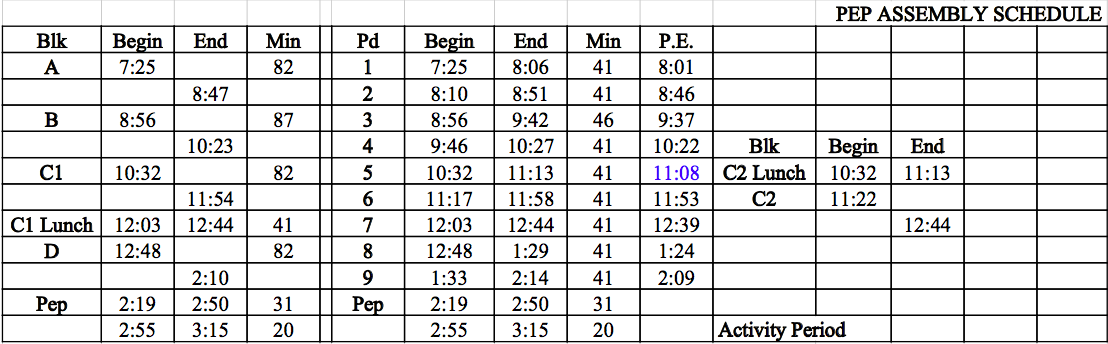 PEP ASSEMBLY SCHEDULE
Blk Begin End Min Pd Begin End Min P.E.
A 7:25 82 1 7:25 8:06 41 8:01
8:47 2 8:10 8:51 41 8:46
B 8:56 87 3 8:56 9:42 46 9:37
10:23 4 9:46 10:27 41 10:22 Blk Begin End
C1 10:32 82 5 10:32 11:13 41 11:08 C2 Lunch 10:32 11:13
11:54 6 11:17 11:58 41 11:53 C2 11:22
C1 Lunch 12:03 12:44 41 7 12:03 12:44 41 12:39 12:44
D 12:48 82 8 12:48 1:29 41 1:24
2:10 9 1:33 2:14 41 2:09
Pep 2:19 2:50 31 Pep 2:19 2:50 31
2:55 3:15 20 2:55 3:15 20 Activity Period